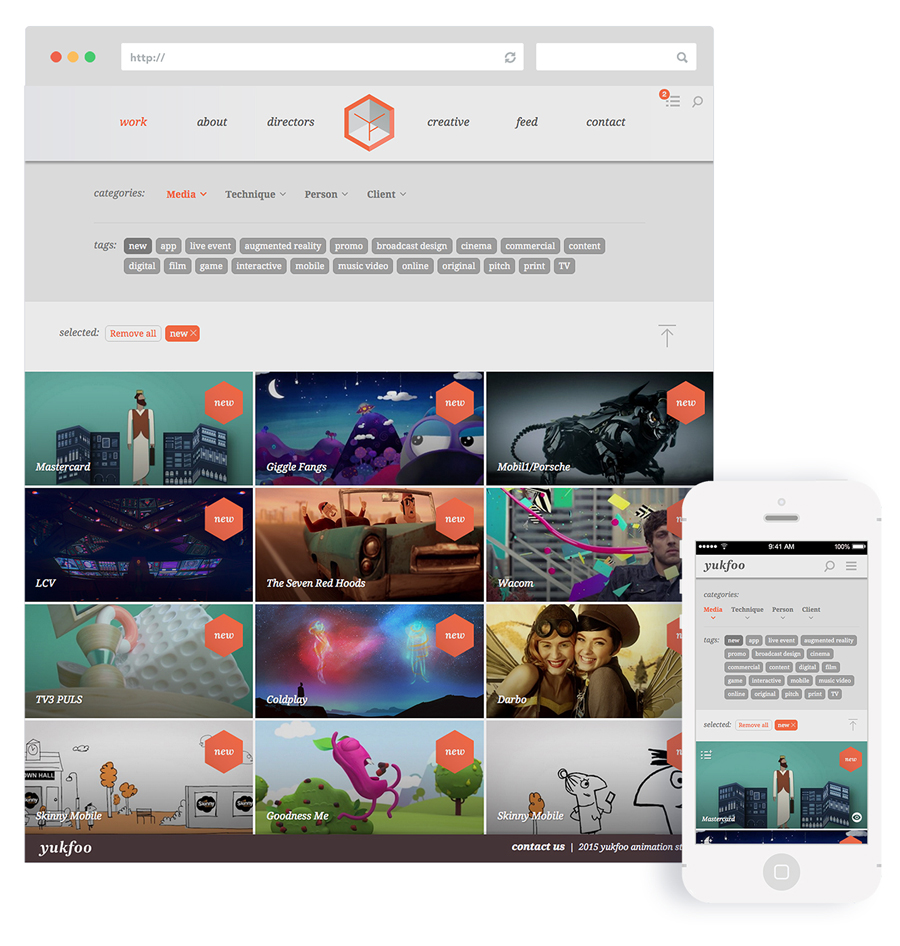 http://
2
work about directors creative feed contact
categories: Media Technique Person Client
tags: new app live event augmented reality promo broadcast design cinema commercial content
digital film game interactive mobile music video online original pitch print TV
selected: Remove all new
new new new
Mastercard Giggle Fangs Mobil1/Porsche
new new
LCV The Seven Red Hoods Wacom
new new
TV3 PULS Coldplay Darbo
new new
OWN HALL
Skinny Skinny
Skinny Mobile Goodness Me Skinny Mobile
yukfoo contact us | 2015 yukfoo animation st
9:41 AM 100%
yukfoo
categories:
Media Technique Person Client
tags: new app live event augmented reality
promo broadcast design cinema
commercial content digital film
game interactive mobile music video
online original pitch print TV
selected: Remove all new
new
Mastercard